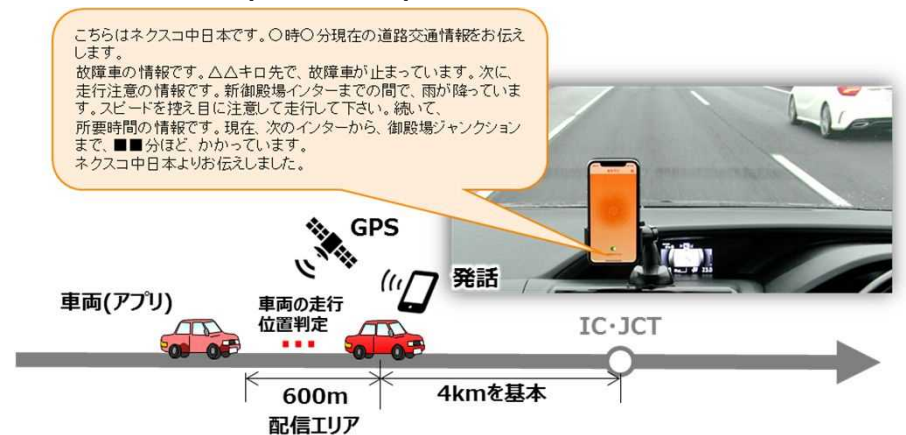 こちらはネクスコ中日本です。○時○分現在の道路交通情報をお伝え
します。
故障車の情報です。△△キロ先で、故障車が止まっています。次に、
走行注意の情報です。新御殿場インターまでの間で、雨が降っていま
す。スピードを控え目に注意して走行して下さい。続いて、
所要時間の情報です。現在、次のインターから、御殿場ジャンクション
まで、■■分ほど、かかっています。
ネクスコ中日本よりお伝えしました。
GPS
発話
車両(アプリ)
車両の走行
位置判定
IC・JCT
600m
4kmを基本
配信エリア